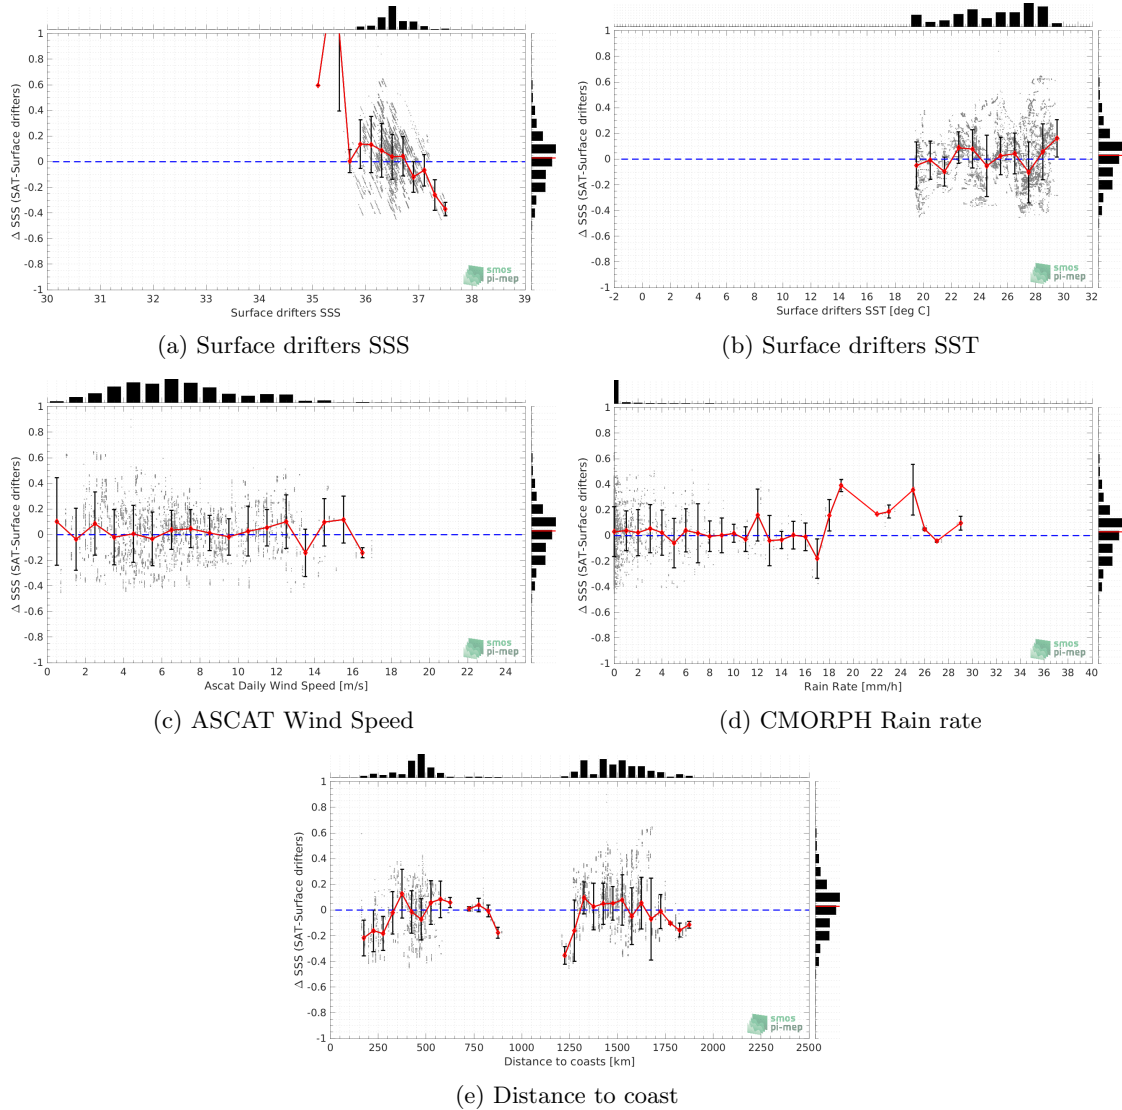 1
0.8
0.6
0.4
0.2
0
-0.2
-0.4
-0.6
-0.8
-1
Δ SSS (SAT-Surface drifters)
30 31 32 33 34 35 36 37 38 39
Surface drifters SSS
smos
pi-mep
(a) Surface drifters SSS
1
0.8
0.6
0.4
0.2
0
-0.2
-0.4
-0.6
-0.8
-1
Δ SSS (SAT-Surface drifters)
-2 0 2 4 6 8 10 12 14 16 18 20 22 24 26 28 30 32
Surface drifters SST [deg C]
smos
pi-mep
(b) Surface drifters SST
1
0.8
0.6
0.4
0.2
0
-0.2
-0.4
-0.6
-0.8
-1
Δ SSS (SAT-Surface drifters)
0 2 4 6 8 10 12 14 16 18 20 22 24
Ascat Daily Wind Speed [m/s]
smos
pi-mep
(c) ASCAT Wind Speed
1
0.8
0.6
0.4
0.2
0
-0.2
-0.4
-0.6
-0.8
-1
Δ SSS (SAT-Surface drifters)
0 2 4 6 8 10 12 14 16 18 20 22 24 26 28 30 32 34 36 38 40
Rain Rate [mm/h]
smos
pi-mep
(d) CMORPH Rain rate
1
0.8
0.6
0.4
0.2
0
-0.2
-0.4
-0.6
-0.8
-1
Δ SSS (SAT-Surface drifters)
0 250 500 750 1000 1250 1500 1750 2000 2250 2500
Distance to coasts [km]
smos
pi-mep
(e) Distance to coast